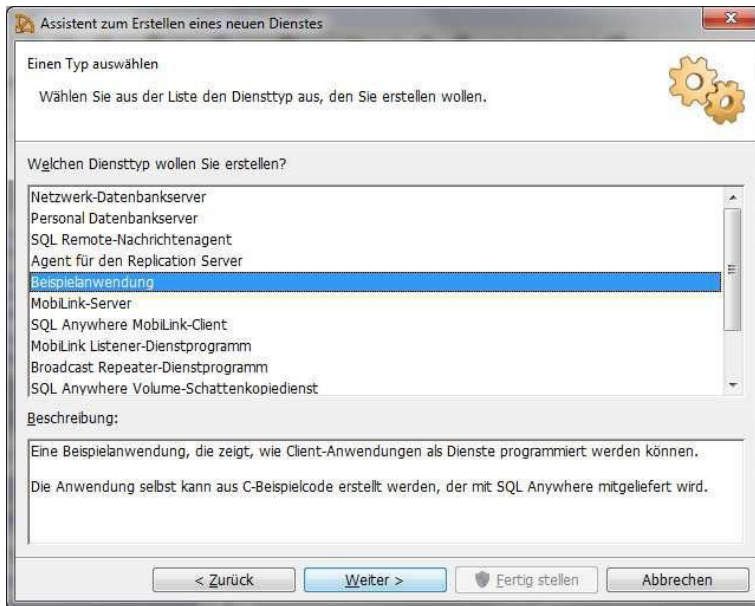 Assistent zum Erstellen eines neuen Dienstes
Einen Typ auswählen
Wählen Sie aus der Liste den Diensttyp aus, den Sie erstellen wollen.
Welchen Diensttyp wollen Sie erstellen?
Netzwerk-Datenbankserver
Personal Datenbankserver
SQL Remote-Nachrichtenagent
Agent für den Replication Server
Beispielanwendung
MobiLink-Server
SQL Anywhere MobiLink-Client
MobiLink Listener-Dienstprogramm
Broadcast Repeater-Dienstprogramm
SQL Anywhere Volume-Schattenkopiedienst
Beschreibung:
Eine Beispielanwendung, die zeigt, wie Client-Anwendungen als Dienste programmiert werden können.
Die Anwendung selbst kann aus C-Beispielcode erstellt werden, der mit SQL Anywhere mitgeliefert wird.
< Zurück
Weiter >
Fertig stellen
Abbrechen